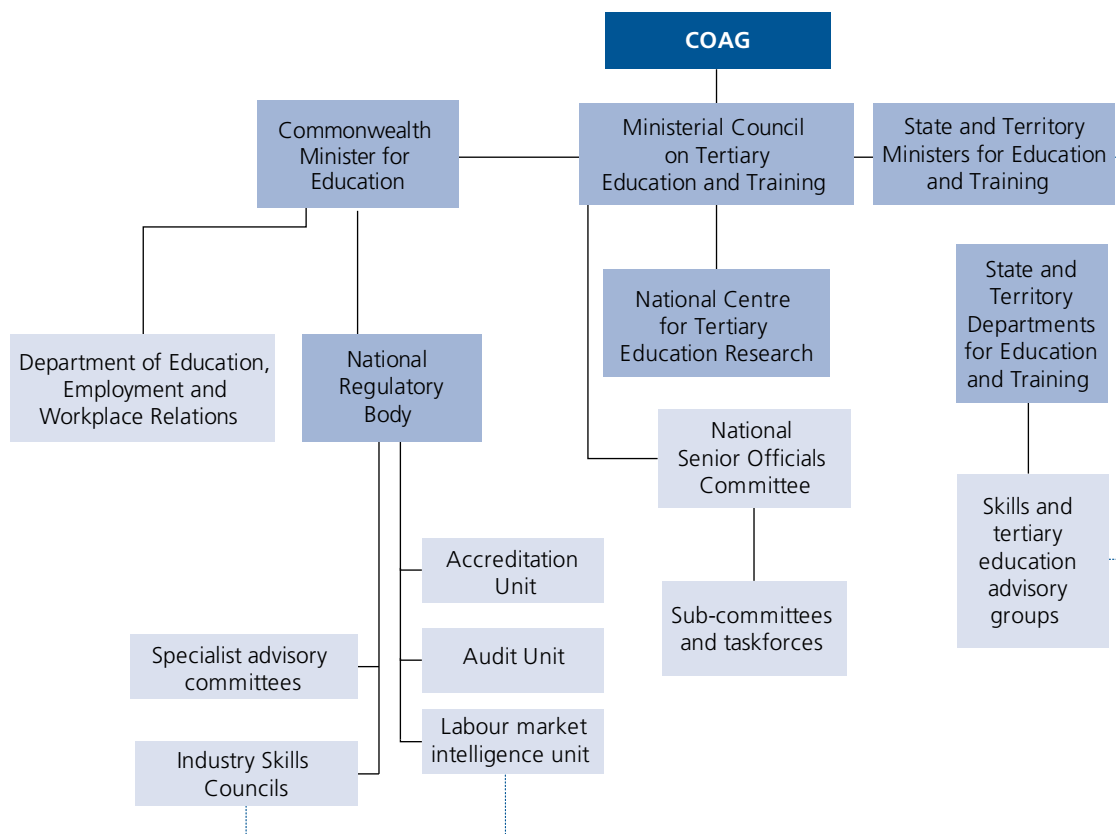 COAG
Commonwealth
Minister for
Education
Ministerial Council
on Tertiary
Education and Training
State and Territory
Ministers for Education
and Training
National Centre
for Tertiary
Education Research
State and
Territory
Departments
for Education
and Training
Department of Education,
Employment and
Workplace Relations
National
Regulatory
Body
National
Senior Officials
Committee
Skills and
tertiary
education
advisory
groups
Accreditation
Unit
Sub-committees
and taskforces
Specialist advisory
committees
Audit Unit
Labour market
intelligence unit
Industry Skills
Councils